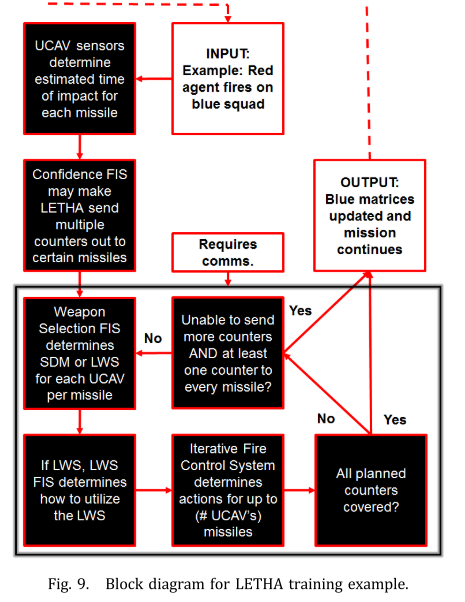 UCAV sensors
determine
estimated time
of impact for
each missile
INPUT:
Example: Red
agent fires on
blue squad
Confidence FIS
may make
LETHA send
multiple
counters out to
certain missiles
OUTPUT:
Blue matrices
updated and
mission
continues
Requires
comms.
Weapon
Selection FIS
determines
SDM or LWS
for each UCAV
per missile
No
Unable to send
more counters
AND at least
one counter to
every missile?
Yes
No
Yes
If LWS, LWS
FIS determines
how to utilize
the LWS
Iterative Fire
Control System
determines
actions for up to
(# UCAV's)
missiles
All planned
counters
covered?
Fig. 9. Block diagram for LETHA training example.